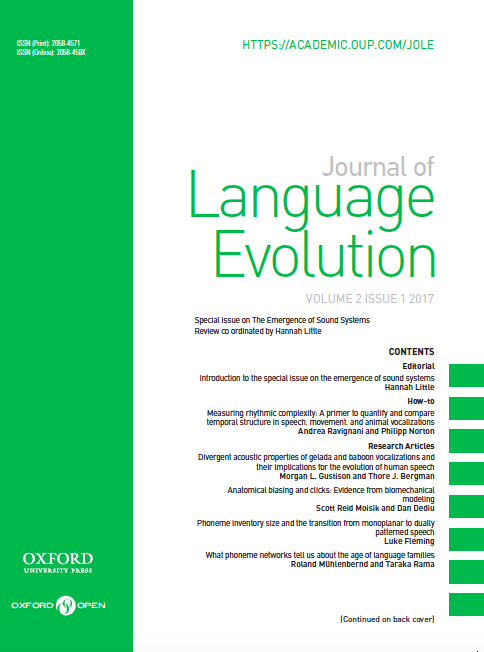 ISSN (Print): 2058-4571
ISSN (Online): 2058-458X
HTTPS://ACADEMIC.OUP.COM/JOLE
Journal of
Language
Evolution
VOLUME 2 ISSUE 1 2017
Special issue on The Emergence of Sound Systems
Review co ordinated by Hannah Little
CONTENTS
Editorial
Introduction to the special issue on the emergence of sound systems
Hannah Little
How-to
Measuring rhythmic complexity: A primer to quantify and compare
temporal structure in speech, movement, and animal vocalizations
Andrea Ravignani and Philipp Norton
Research Articles
Divergent acoustic properties of gelada and baboon vocalizations and
their implications for the evolution of human speech
Morgan L. Gustison and Thore J. Bergman
Anatomical biasing and clicks: Evidence from biomechanical
modeling
Scott Reid Moisik and Dan Dediu
Phoneme inventory size and the transition from monoplanar to dually
patterned speech
Luke Fleming
What phoneme networks tell us about the age of language families
Roland Mühlenbernd and Taraka Rama
(Continued on back cover)
OXFORD
UNIVERSITY PRESS
OXFORD OPEN